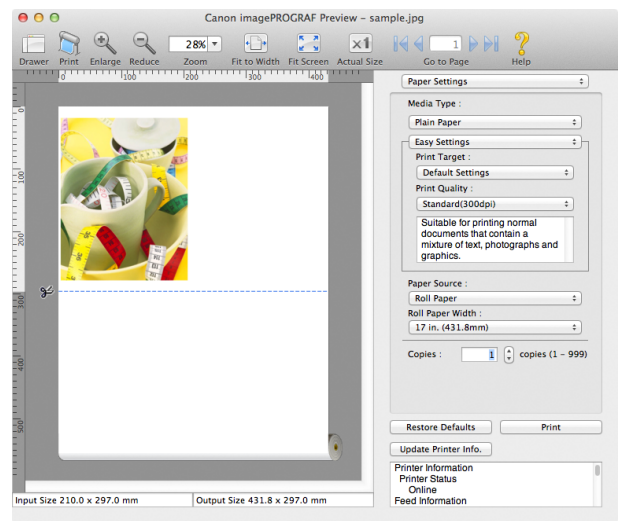 Canon imagePROGRAF Preview – sample.jpg
28%
1
Drawer Print Enlarge Reduce Zoom Fit to Width Fit Screen Actual Size Go to Page Help
0 100 200 300 400
0
100
200
300
400
500
Paper Settings
Media Type :
Plain Paper
Easy Settings
Print Target :
Default Settings
Print Quality :
Standard(300dpi)
Suitable for printing normal
documents that contain a
mixture of text, photographs and
graphics.
Paper Source :
Roll Paper
Roll Paper Width :
17 in. (431.8mm)
Copies : 1 copies (1 – 999)
Restore Defaults Print
Update Printer Info.
Printer Information
Printer Status
Online
Feed Information
Input Size 210.0 x 297.0 mm Output Size 431.8 x 297.0 mm